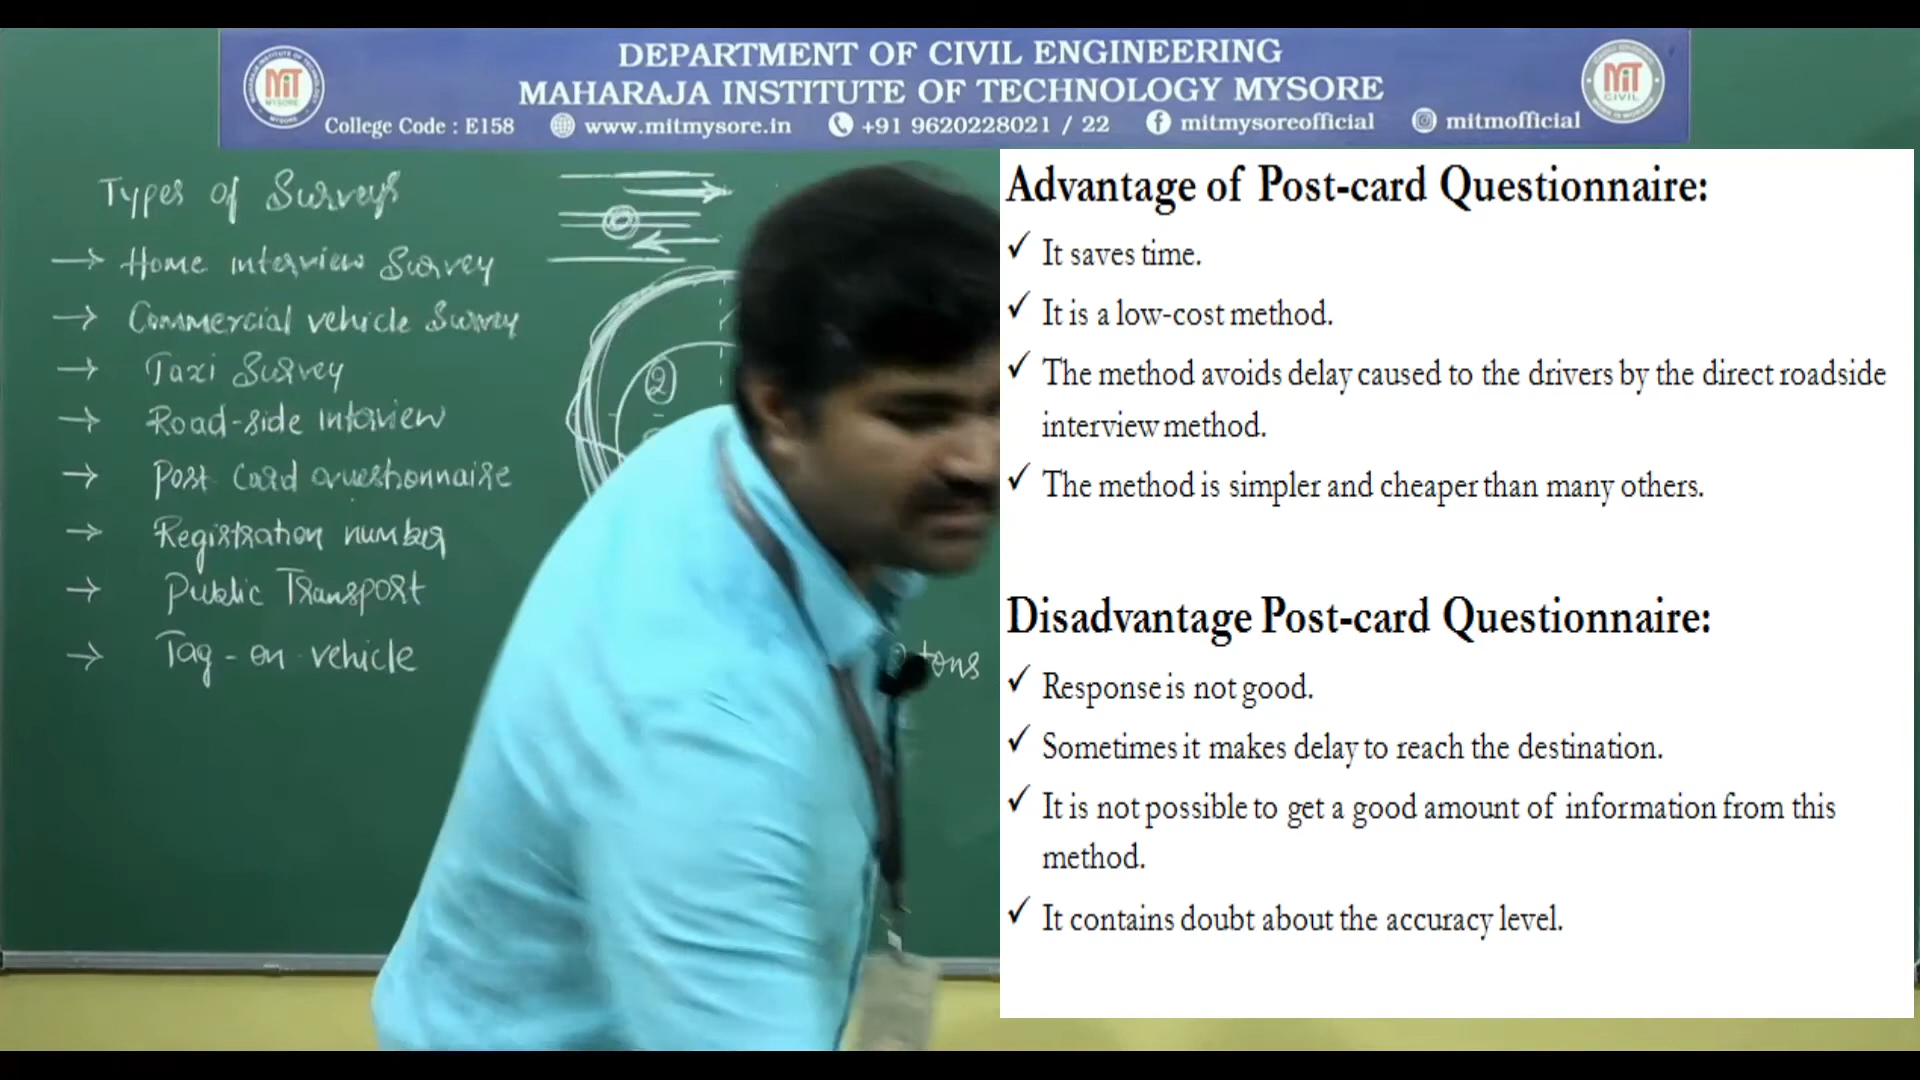 DEPARTMENT OF CIVIL ENGINEERING
MAHARAJA INSTITUTE OF TECHNOLOGY MYSORE
College Code : E158 www.mitmysore.in +91 9620228021 / 22 mitmysoreofficial mitmofficial
MIT
MYSORE
MIT
CIVIL
Types of Surveys
→ Home interview Survey
→ Commercial vehicle Survey
→ Taxi Survey
→ Road-side interview
→ Post Card Questionnaire
→ Registration number
→ Public Transport
→ Tag-on-vehicle
2
tons
Advantage of Post-card Questionnaire:
✓ It saves time.
✓ It is a low-cost method.
✓ The method avoids delay caused to the drivers by the direct roadside
interview method.
✓ The method is simpler and cheaper than many others.
Disadvantage Post-card Questionnaire:
✓ Response is not good.
✓ Sometimes it makes delay to reach the destination.
✓ It is not possible to get a good amount of information from this
method.
✓ It contains doubt about the accuracy level.